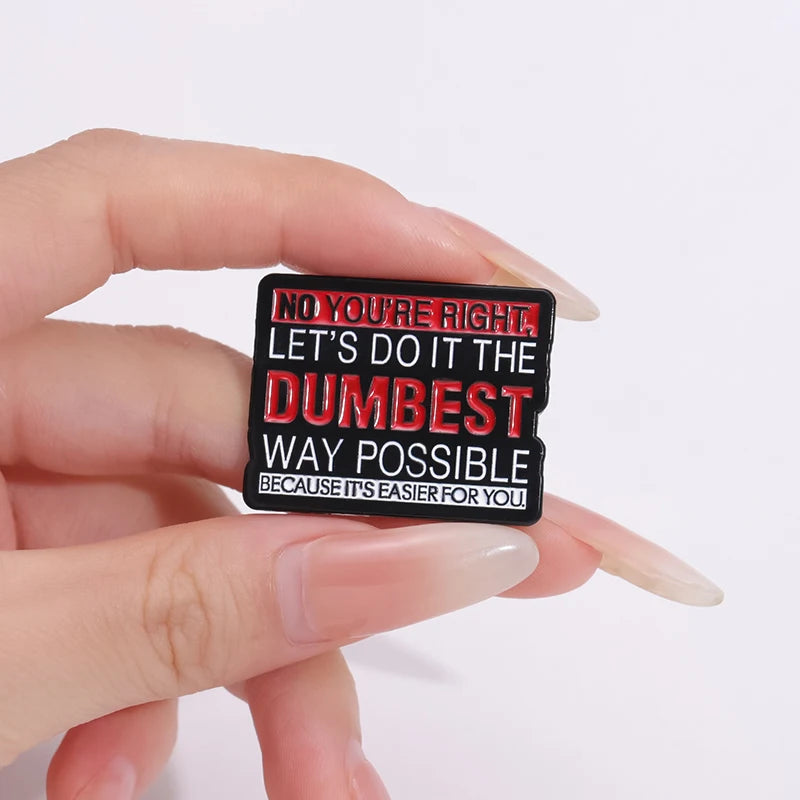 NO YOU'RE RIGHT,
LET'S DO IT THE
DUMBEST
WAY POSSIBLE
BECAUSE IT'S EASIER FOR YOU.